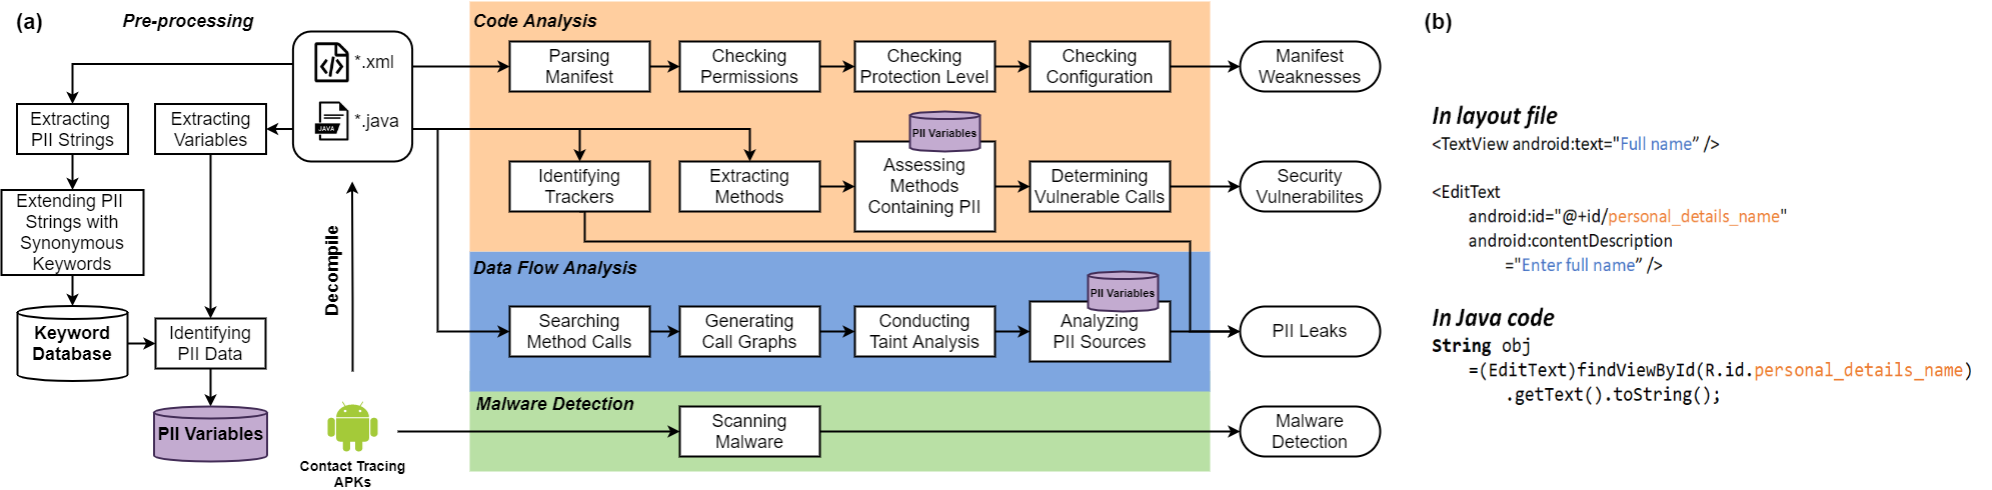 (a)
Pre-processing
*.xml
*.java
JAVA
Extracting
PII Strings
Extracting
Variables
Extending PII
Strings with
Synonymous
Keywords
Keyword
Database
Identifying
PII Data
PII Variables
Decompile
Contact Tracing
APKs
Code Analysis
Parsing
Manifest
Checking
Permissions
Checking
Protection Level
Checking
Configuration
Manifest
Weaknesses
Identifying
Trackers
Extracting
Methods
PII Variables
Assessing
Methods
Containing PII
Determining
Vulnerable Calls
Security
Vulnerabilites
Data Flow Analysis
Searching
Method Calls
Generating
Call Graphs
Conducting
Taint Analysis
PII Variables
Analyzing
PII Sources
PII Leaks
Malware Detection
Scanning
Malware
Malware
Detection
(b)
In layout file
<TextView android:text="Full name” />
<EditText
android:id="@+id/personal_details_name"
android:contentDescription
="Enter full name” />
In Java code
String obj
=(EditText)findViewById(R.id.personal_details_name)
.getText().toString();